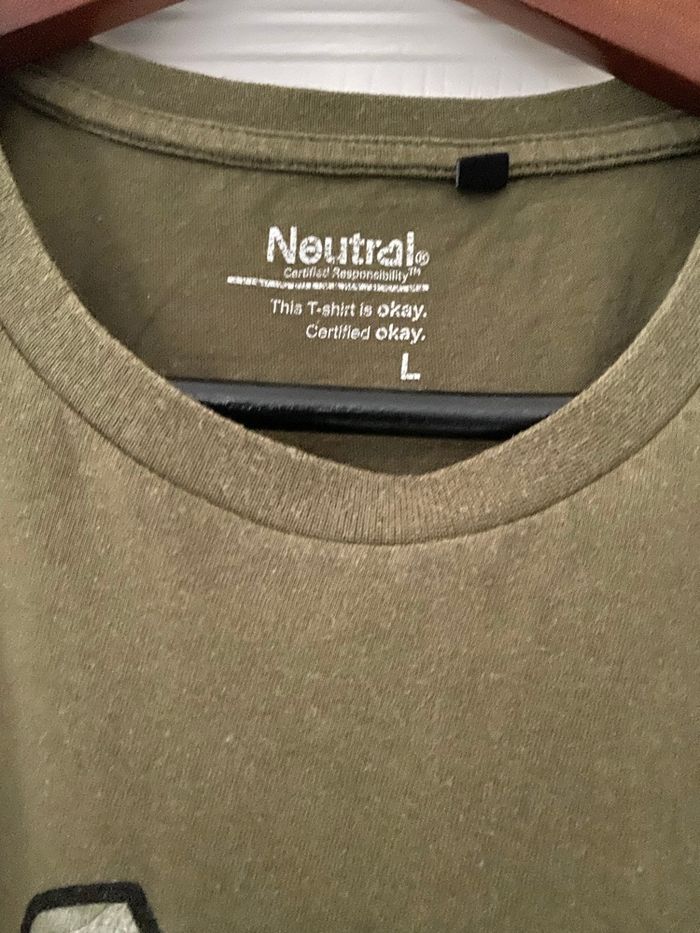 Neutral®
Certified Responsibility™
This T-shirt is okay.
Certified okay.
L